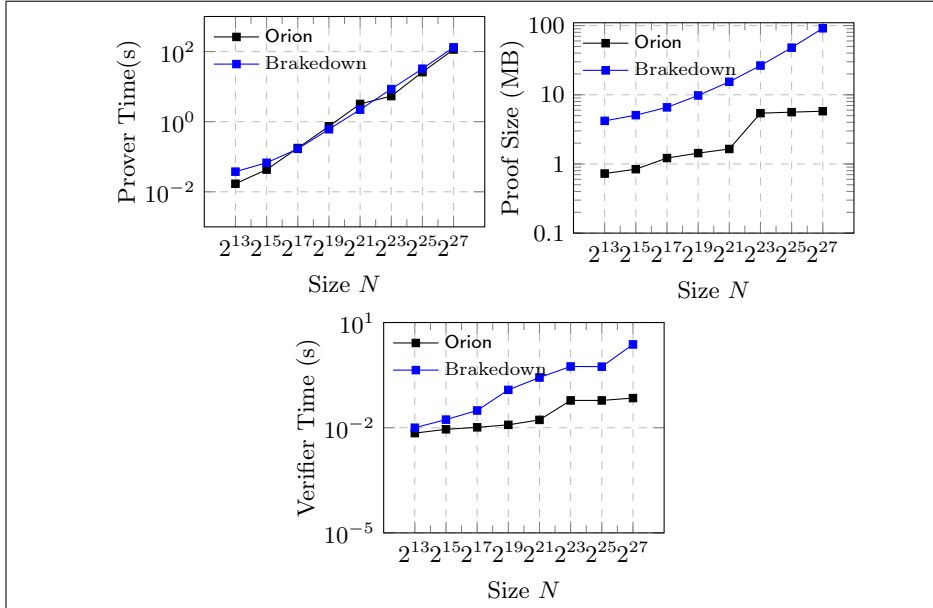 Orion
Brakedown
Prover Time(s)
10^2
10^0
10^−2
2^13 2^15 2^17 2^19 2^21 2^23 2^25 2^27
Size N
Orion
Brakedown
Proof Size (MB)
100
10
1
0.1
2^13 2^15 2^17 2^19 2^21 2^23 2^25 2^27
Size N
Orion
Brakedown
Verifier Time (s)
10^1
10^−2
10^−5
2^13 2^15 2^17 2^19 2^21 2^23 2^25 2^27
Size N